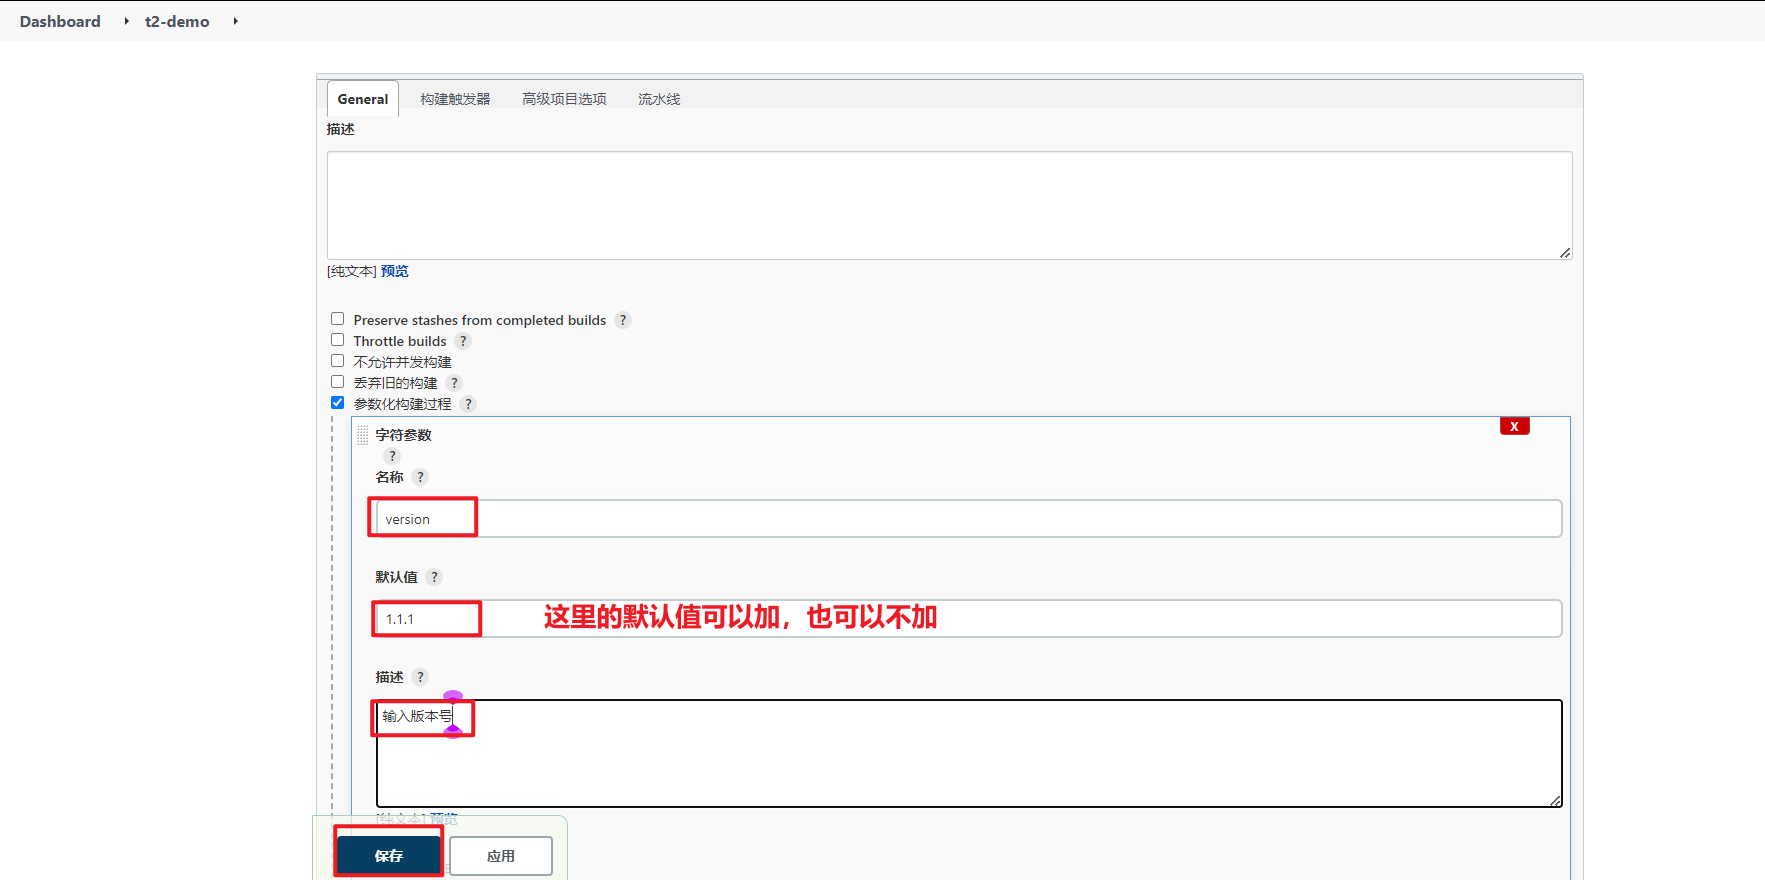 Dashboard t2-demo
General 构建触发器 高级项目选项 流水线
描述
[纯文本] 预览
Preserve stashes from completed builds ?
Throttle builds ?
不允许并发构建
丢弃旧的构建 ?
参数化构建过程 ?
X
字符参数
?
名称 ?
version
默认值 ?
1.1.1 这里的默认值可以加，也可以不加
描述 ?
输入版本号
[纯文本] 预览
保存 应用